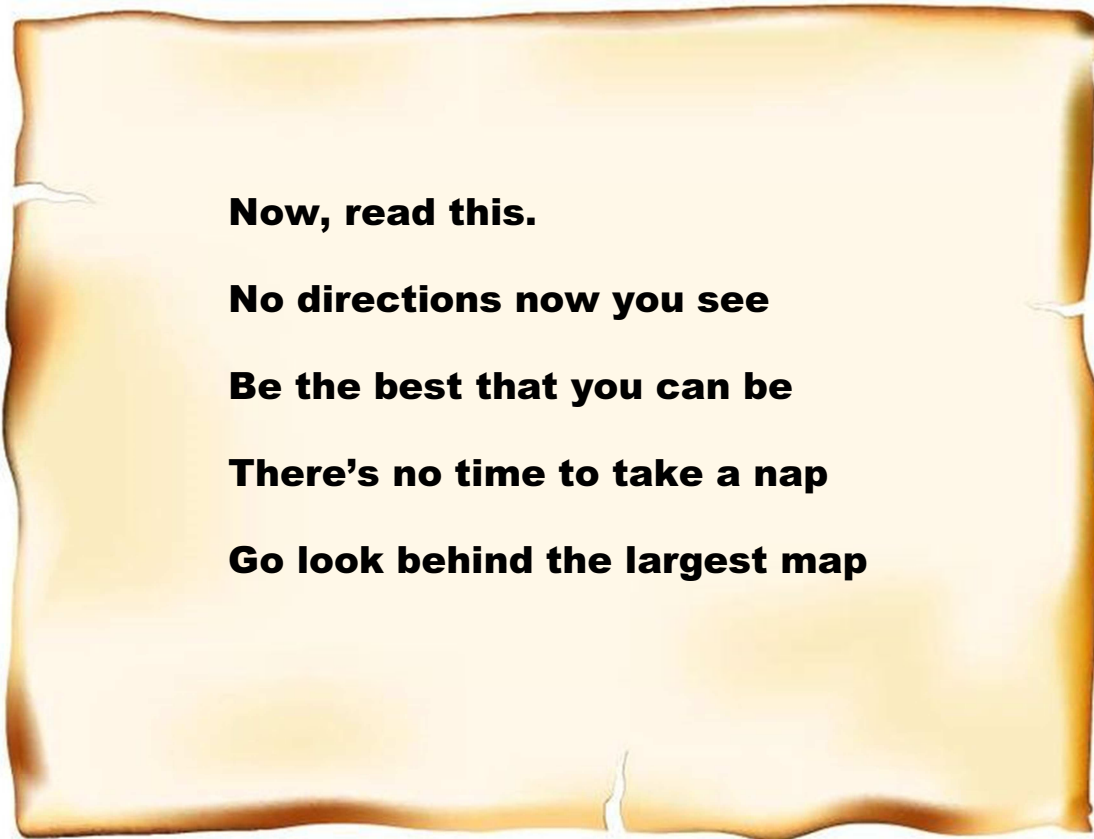 Now, read this.
No directions now you see
Be the best that you can be
There’s no time to take a nap
Go look behind the largest map